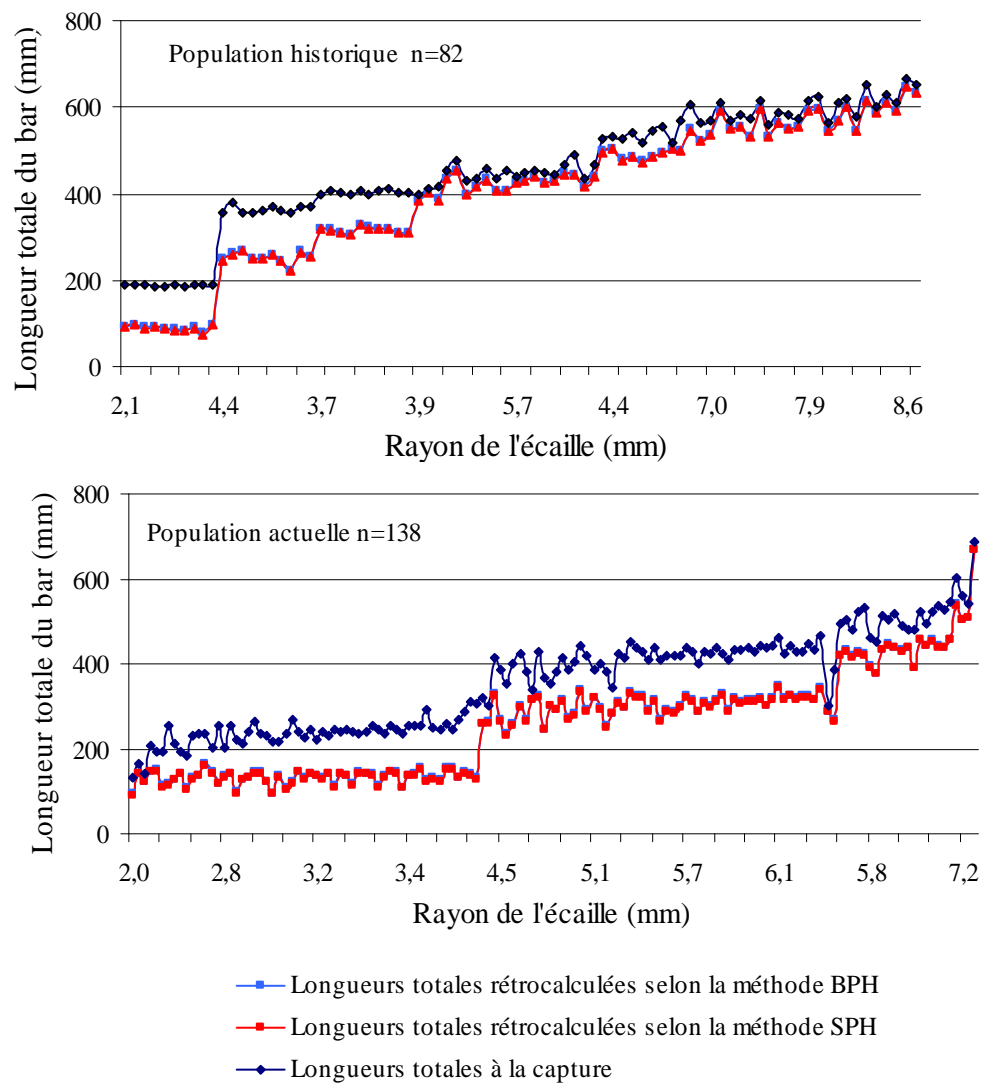 Longueur totale du bar (mm)
800
600
400
200
0
Population historique n=82
2,1 4,4 3,7 3,9 5,7 4,4 7,0 7,9 8,6
Rayon de l'écaille (mm)
Longueur totale du bar (mm)
800
600
400
200
0
Population actuelle n=138
2,0 2,8 3,2 3,4 4,5 5,1 5,7 6,1 5,8 7,2
Rayon de l'écaille (mm)
Longueurs totales rétrocalculées selon la méthode BPH
Longueurs totales rétrocalculées selon la méthode SPH
Longueurs totales à la capture